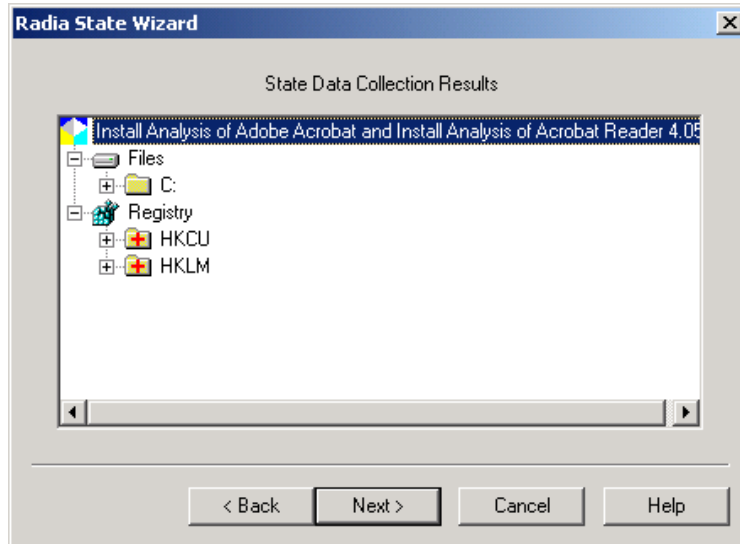 Radia State Wizard
State Data Collection Results
Install Analysis of Adobe Acrobat and Install Analysis of Acrobat Reader 4.05
Files
C:
Registry
HKCU
HKLM
< Back
Next >
Cancel
Help